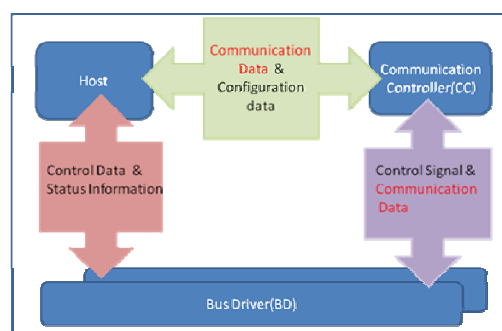 Host
Communication
Data &
Configuration
data
Communication
Controller(CC)
Control Data &
Status Information
Control Signal &
Communication
Data
Bus Driver(BD)